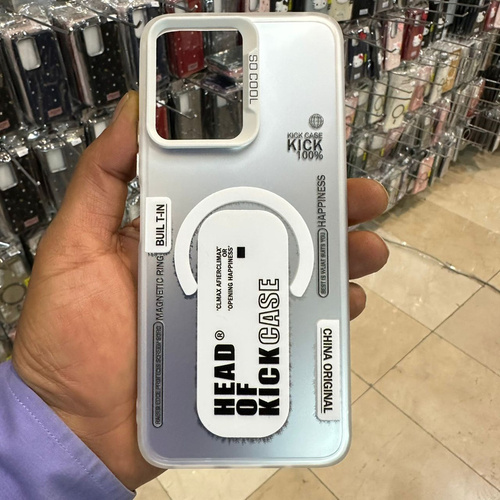 SO COOL
KICK CASE
KICK
100%
HAPPINESS
BUILT-IN
MAGNETIC RING
"CLMAX AFIERCLIMAX"
OR
"OPENING HAPPINESS"
HEAD®
OF
KICK CASE
CHINA ORIGINAL